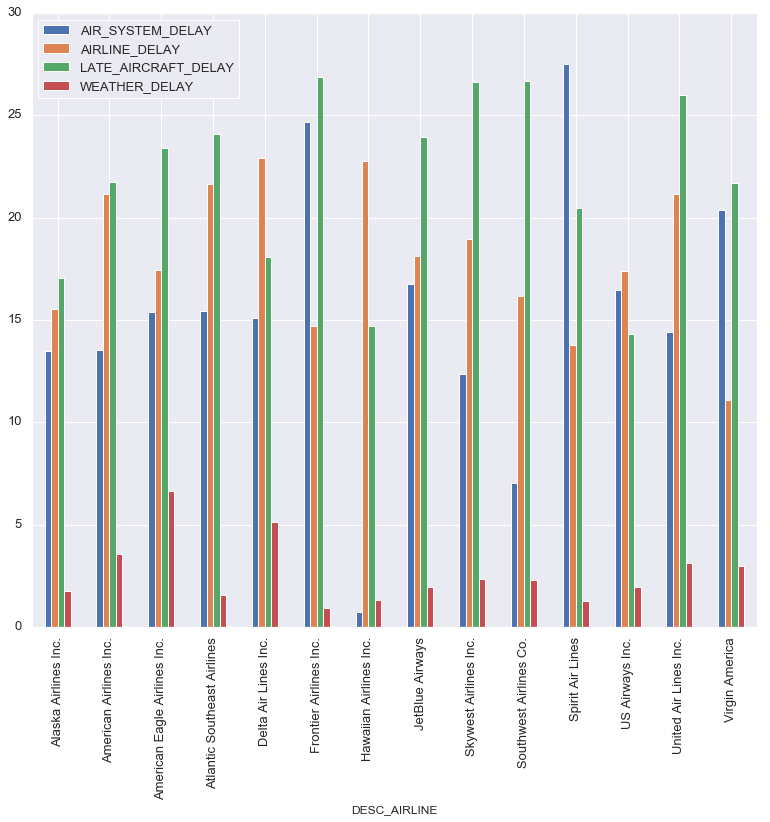 30
25
20
15
10
5
0
AIR_SYSTEM_DELAY
AIRLINE_DELAY
LATE_AIRCRAFT_DELAY
WEATHER_DELAY
Alaska Airlines Inc.
American Airlines Inc.
American Eagle Airlines Inc.
Atlantic Southeast Airlines
Delta Air Lines Inc.
Frontier Airlines Inc.
Hawaiian Airlines Inc.
JetBlue Airways
Skywest Airlines Inc.
Southwest Airlines Co.
Spirit Air Lines
US Airways Inc.
United Air Lines Inc.
Virgin America
DESC_AIRLINE